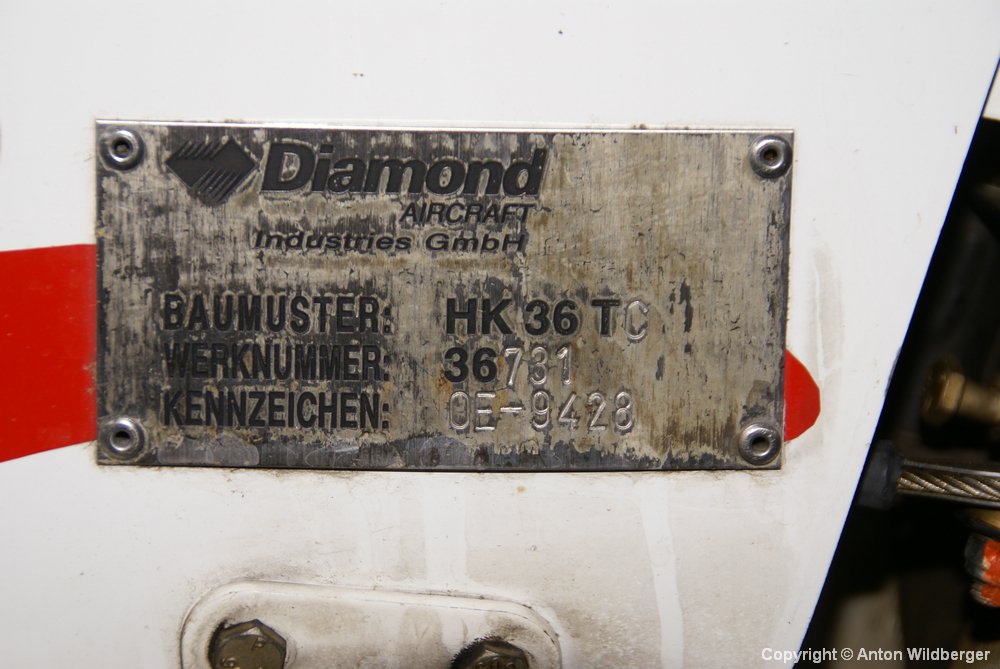 Diamond
AIRCRAFT
Industries GmbH
BAUMUSTER: HK 36 TC
WERKNUMMER: 36731
KENNZEICHEN: OE-9428
Copyright © Anton Wildberger